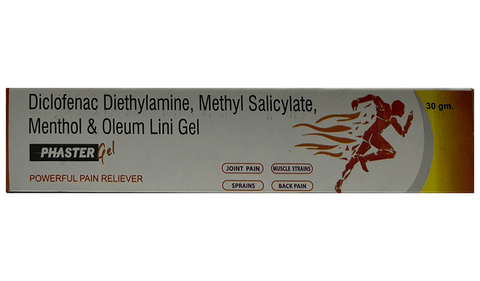 Diclofenac Diethylamine, Methyl Salicylate,
Menthol & Oleum Lini Gel
30 gm.
PHASTER Gel
JOINT PAIN
MUSCLE STRAINS
POWERFUL PAIN RELIEVER
SPRAINS
BACK PAIN